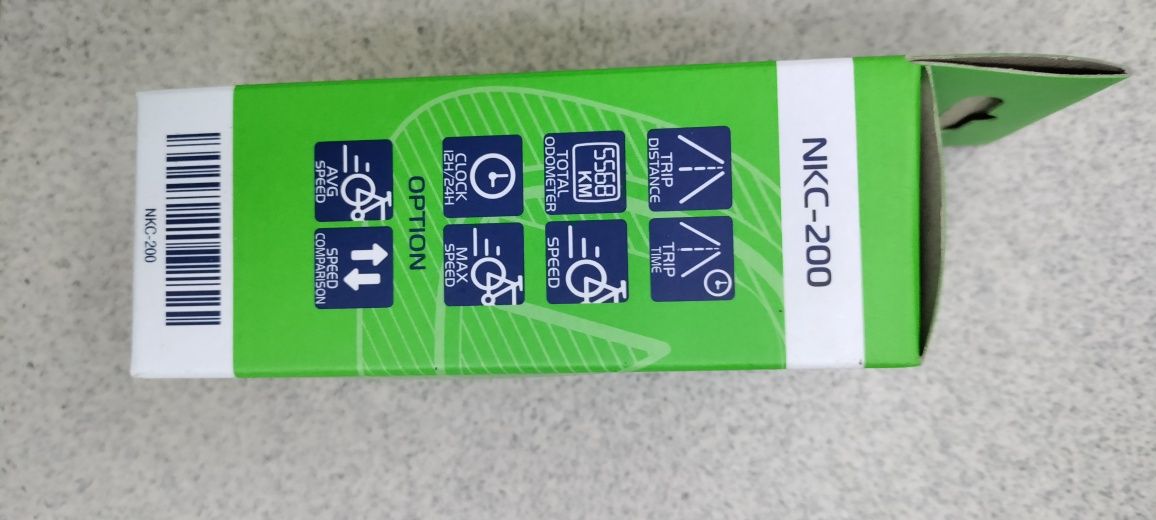 NKC-200
TRIP
DISTANCE
TRIP
TIME
5568
KM
TOTAL
ODOMETER
SPEED
CLOCK
12H/24H
MAX
SPEED
OPTION
AVG
SPEED
SPEED
COMPARISON
NKC-200